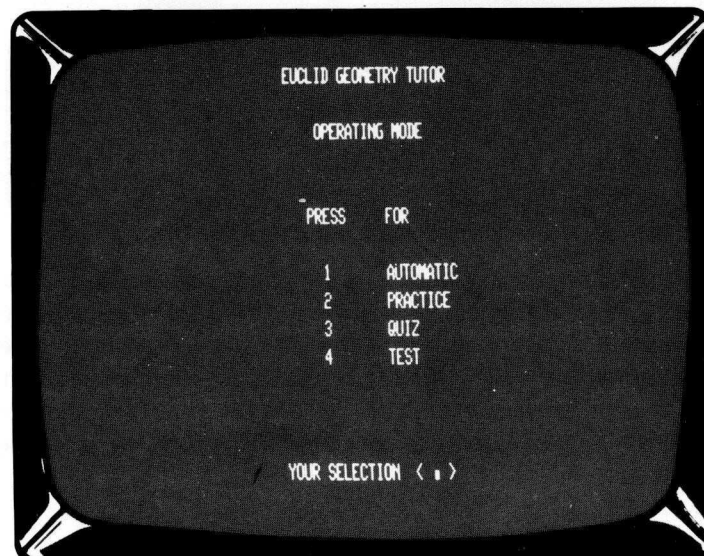 EUCLID GEOMETRY TUTOR
OPERATING MODE
PRESS FOR
1 AUTOMATIC
2 PRACTICE
3 QUIZ
4 TEST
YOUR SELECTION < >